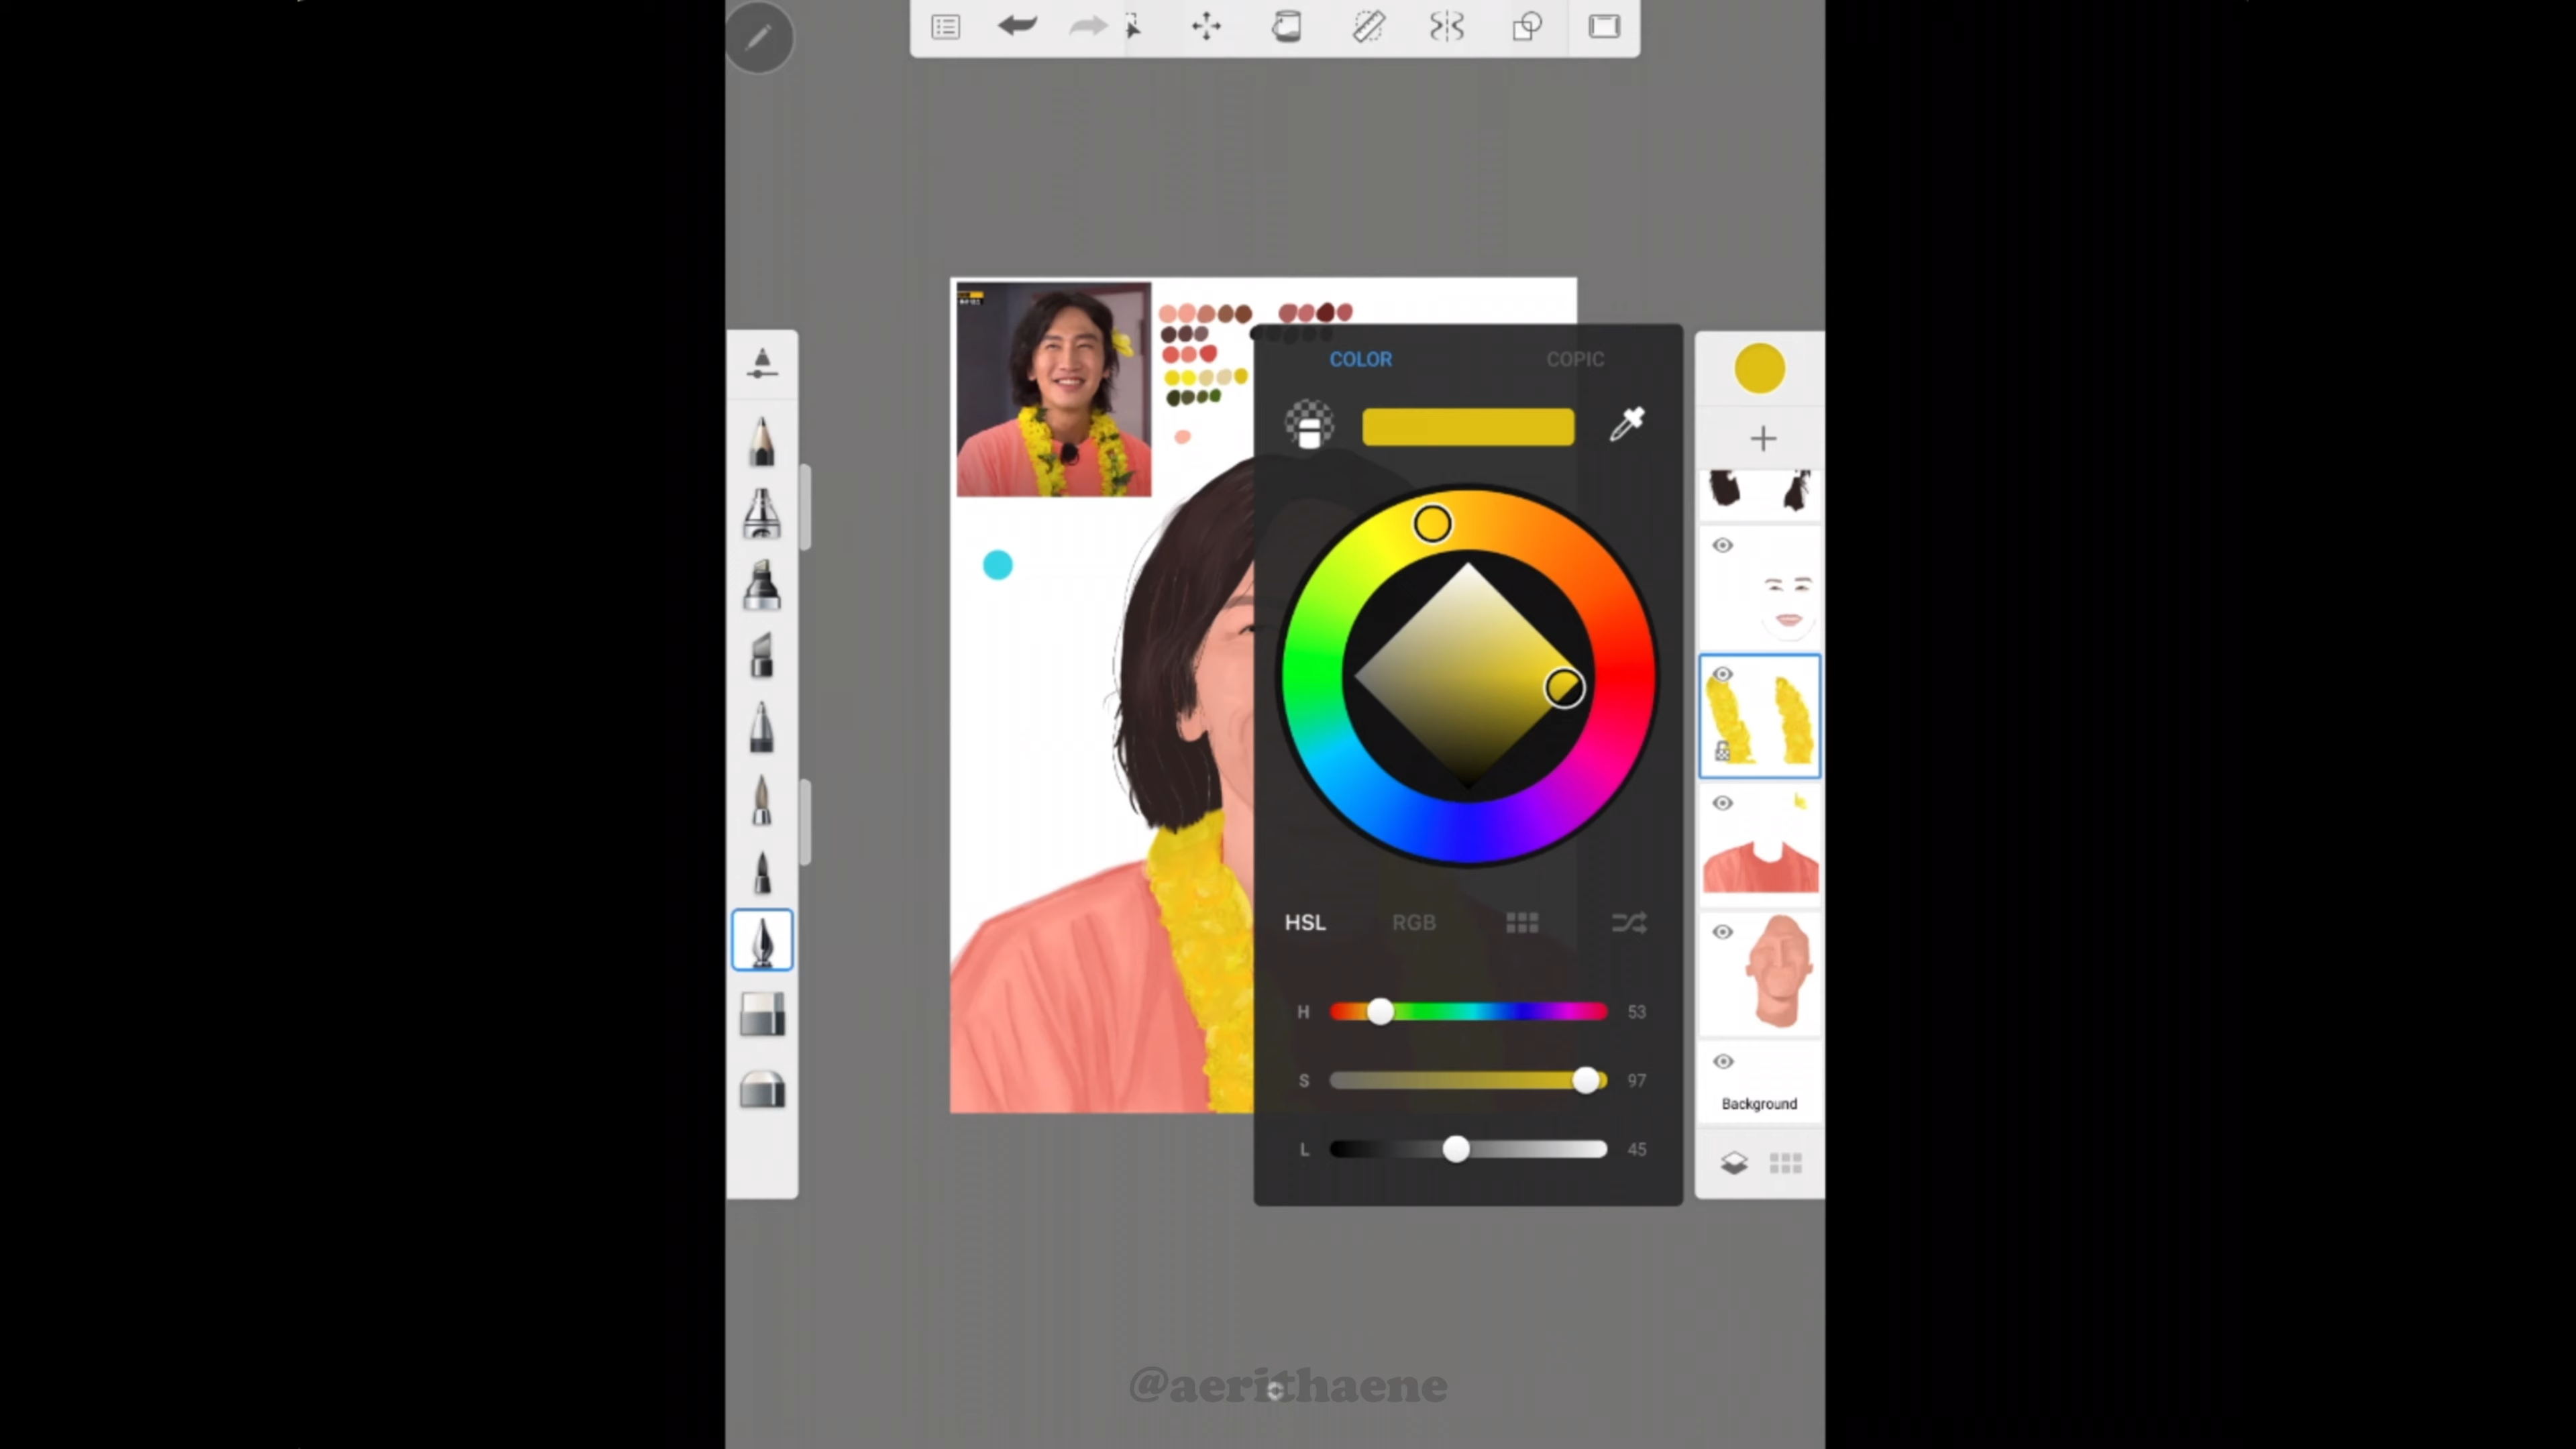 COLOR COPIC
HSL RGB
H 53
S 97
L 45
Background
@aerithaene